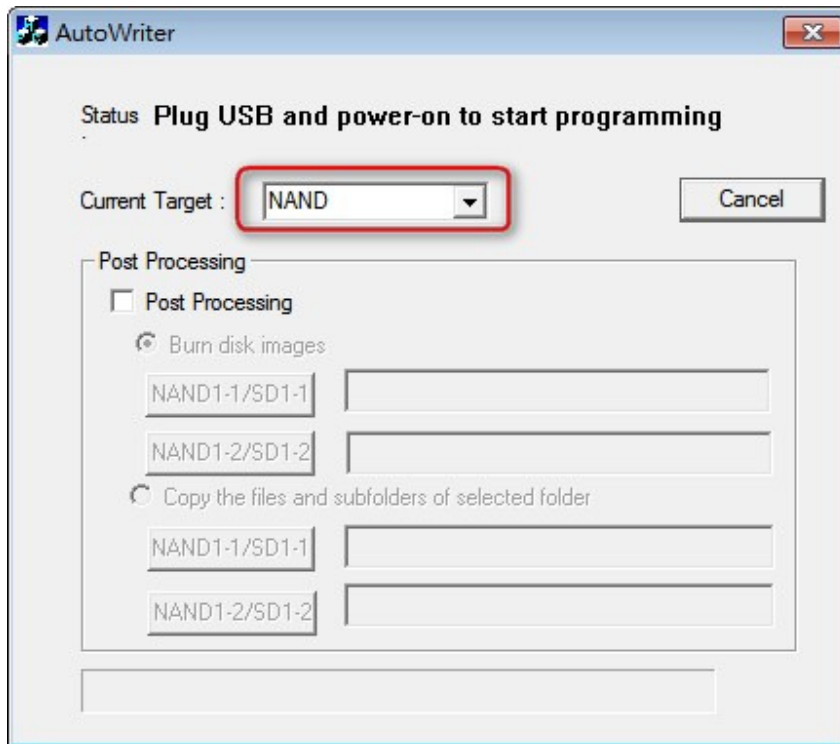 AutoWriter
Status : Plug USB and power-on to start programming
Current Target : NAND
Cancel
Post Processing
Post Processing
Burn disk images
NAND1-1/SD1-1
NAND1-2/SD1-2
Copy the files and subfolders of selected folder
NAND1-1/SD1-1
NAND1-2/SD1-2